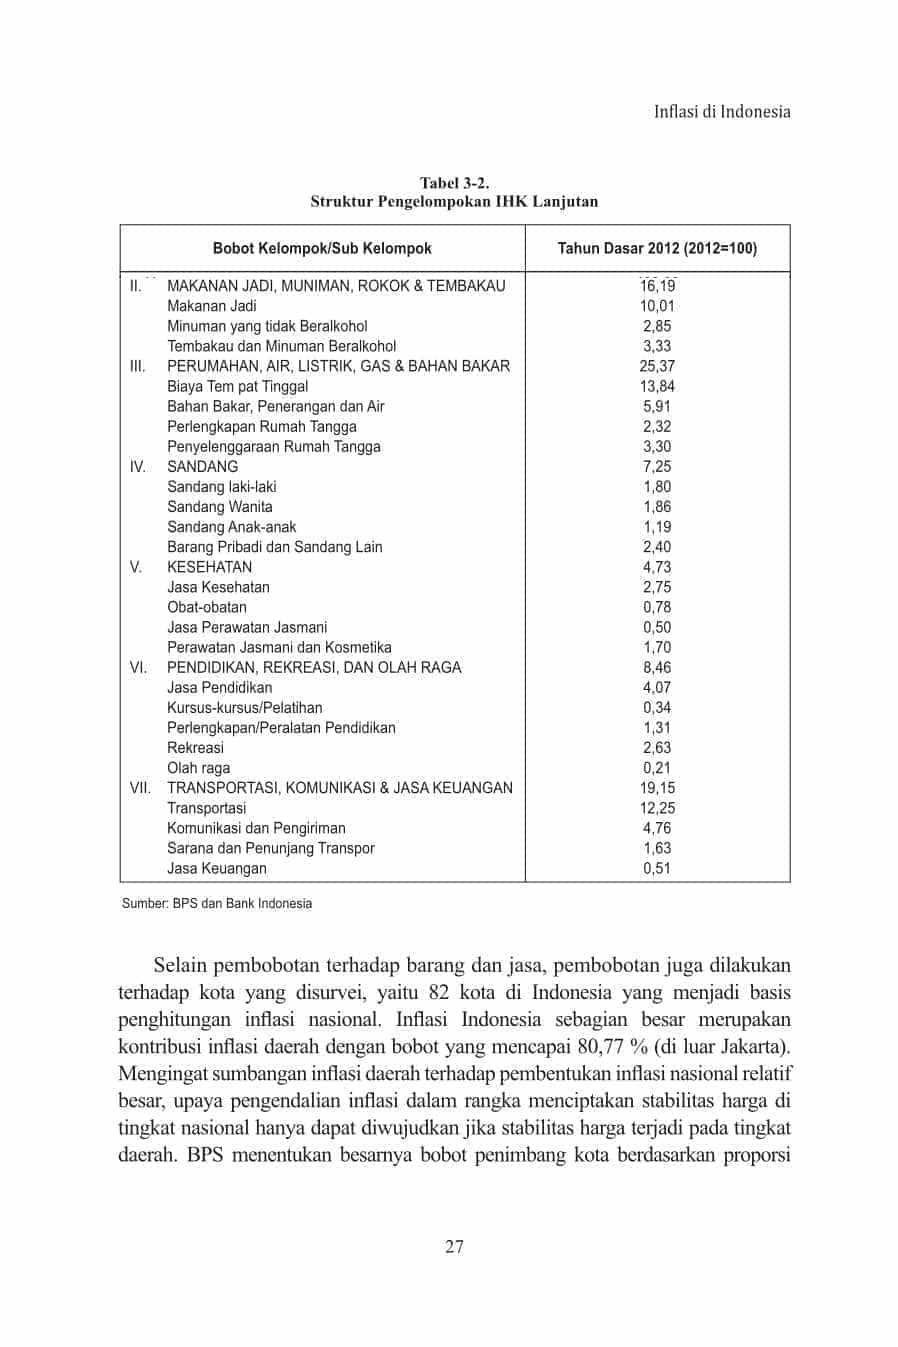 Inflasi di Indonesia
Tabel 3-2.
Struktur Pengelompokan IHK Lanjutan
Bobot Kelompok/Sub Kelompok Tahun Dasar 2012 (2012=100)
II. MAKANAN JADI, MUNIMAN, ROKOK & TEMBAKAU 16,19
Makanan Jadi 10,01
Minuman yang tidak Beralkohol 2,85
Tembakau dan Minuman Beralkohol 3,33
III. PERUMAHAN, AIR, LISTRIK, GAS & BAHAN BAKAR 25,37
Biaya Tem pat Tinggal 13,84
Bahan Bakar, Penerangan dan Air 5,91
Perlengkapan Rumah Tangga 2,32
Penyelenggaraan Rumah Tangga 3,30
IV. SANDANG 7,25
Sandang laki-laki 1,80
Sandang Wanita 1,86
Sandang Anak-anak 1,19
Barang Pribadi dan Sandang Lain 2,40
V. KESEHATAN 4,73
Jasa Kesehatan 2,75
Obat-obatan 0,78
Jasa Perawatan Jasmani 0,50
Perawatan Jasmani dan Kosmetika 1,70
VI. PENDIDIKAN, REKREASI, DAN OLAH RAGA 8,46
Jasa Pendidikan 4,07
Kursus-kursus/Pelatihan 0,34
Perlengkapan/Peralatan Pendidikan 1,31
Rekreasi 2,63
Olah raga 0,21
VII. TRANSPORTASI, KOMUNIKASI & JASA KEUANGAN 19,15
Transportasi 12,25
Komunikasi dan Pengiriman 4,76
Sarana dan Penunjang Transpor 1,63
Jasa Keuangan 0,51
Sumber: BPS dan Bank Indonesia
Selain pembobotan terhadap barang dan jasa, pembobotan juga dilakukan
terhadap kota yang disurvei, yaitu 82 kota di Indonesia yang menjadi basis
penghitungan inflasi nasional. Inflasi Indonesia sebagian besar merupakan
kontribusi inflasi daerah dengan bobot yang mencapai 80,77 % (di luar Jakarta).
Mengingat sumbangan inflasi daerah terhadap pembentukan inflasi nasional relatif
besar, upaya pengendalian inflasi dalam rangka menciptakan stabilitas harga di
tingkat nasional hanya dapat diwujudkan jika stabilitas harga terjadi pada tingkat
daerah. BPS menentukan besarnya bobot penimbang kota berdasarkan proporsi
27